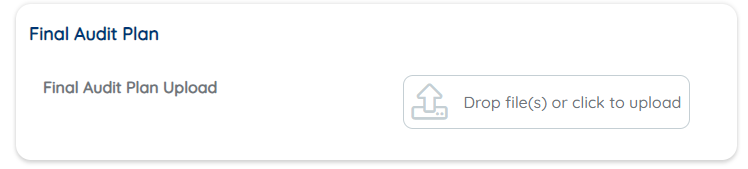 Final Audit Plan
Final Audit Plan Upload
Drop file(s) or click to upload